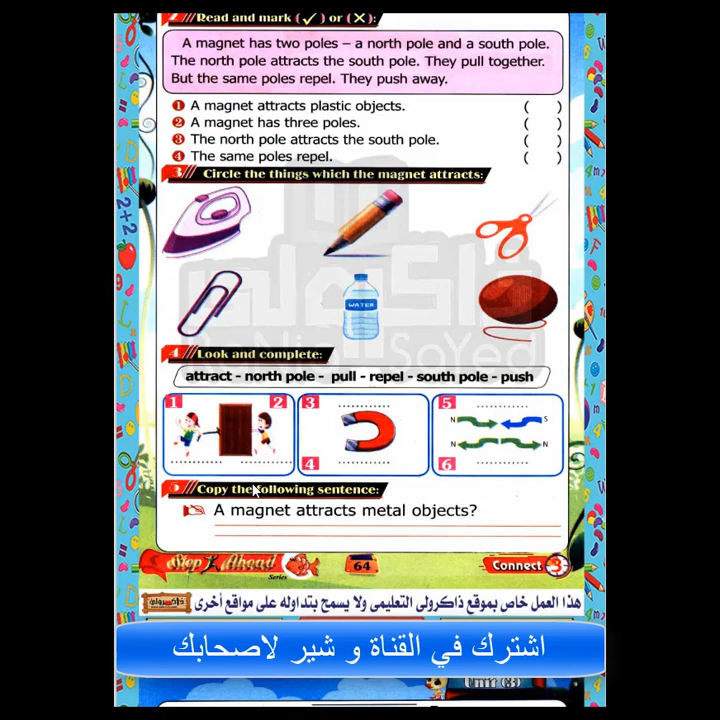 2 Read and mark (✓) or (✗):
A magnet has two poles – a north pole and a south pole.
The north pole attracts the south pole. They pull together.
But the same poles repel. They push away.
1 A magnet attracts plastic objects. ( )
2 A magnet has three poles. ( )
3 The north pole attracts the south pole. ( )
4 The same poles repel. ( )
3 Circle the things which the magnet attracts:
WATER
4 Look and complete:
attract - north pole - pull - repel - south pole - push
1 2 3 5
N S
N N
4 6
5 Copy the following sentence:
A magnet attracts metal objects?
Step Ahead
Series
64
Connect 3
هذا العمل خاص بموقع ذاكرولى التعليمى ولا يسمح بتداوله على مواقع أخرى
ذاكرولى
اشترك في القناة و شير لاصحابك